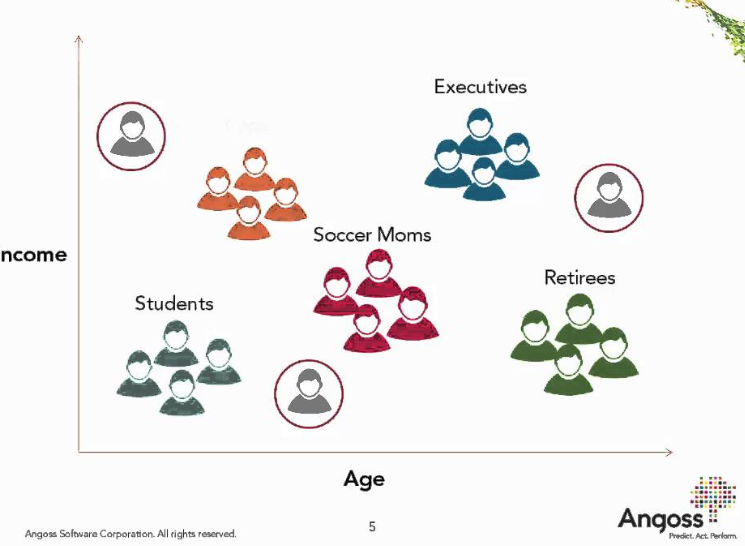 Executives
Soccer Moms
ncome
Retirees
Students
Age
Angoss
Predict. Act. Perform.
Angoss Software Corporation. All rights reserved.
5